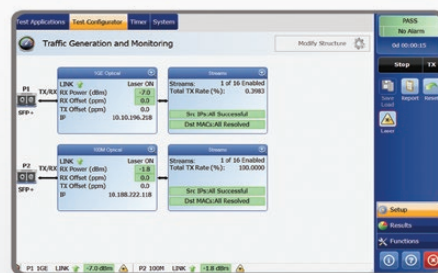 Test Applications Test Configurator Timer System
Traffic Generation and Monitoring
Modify Structure
PASS
No Alarm
0d 00:00:15
Stop TX
Save
Load
Report
Laser
Setup
Results
Functions
1GE Optical
P1
TX/RX
SFP+
LINK Laser ON
RX Power (dBm) -7.0
RX Offset (ppm) 0.0
TX Offset (ppm) 0.0
IP 10.10.196.218
Streams
Streams: 1 of 16 Enabled
Total TX Rate (%): 0.3983
Src IPs:All Successful
Dst MACs:All Resolved
P2
TX/RX
SFP+
LINK Laser ON
RX Power (dBm) -1.8
RX Offset (ppm) 0.0
TX Offset (ppm) 0.0
IP 10.188.222.118
Streams
Streams: 1 of 16 Enabled
Total TX Rate (%): 100.0000
Src IPs:All Successful
Dst MACs:All Resolved
P1 1GE LINK -7.0 dBm P2 100M LINK -1.8 dBm